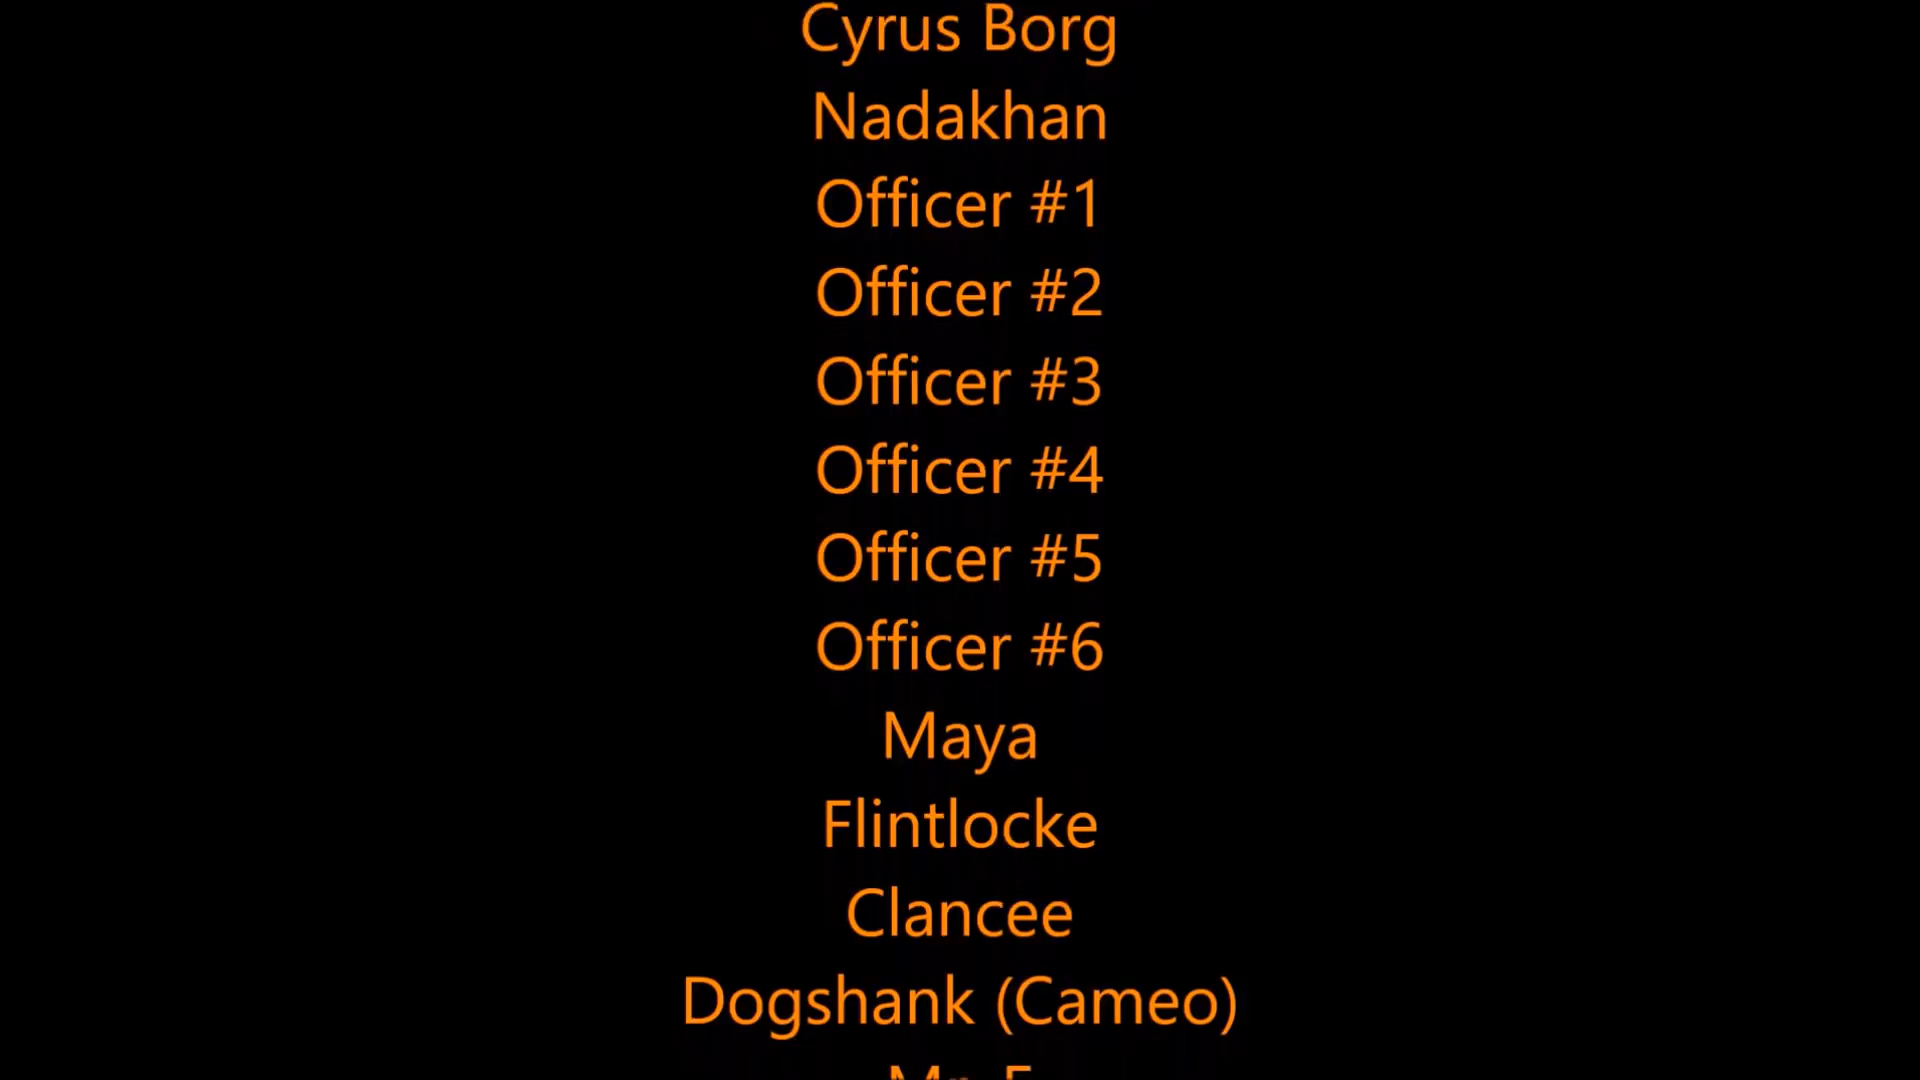 Cyrus Borg
Nadakhan
Officer #1
Officer #2
Officer #3
Officer #4
Officer #5
Officer #6
Maya
Flintlocke
Clancee
Dogshank (Cameo)